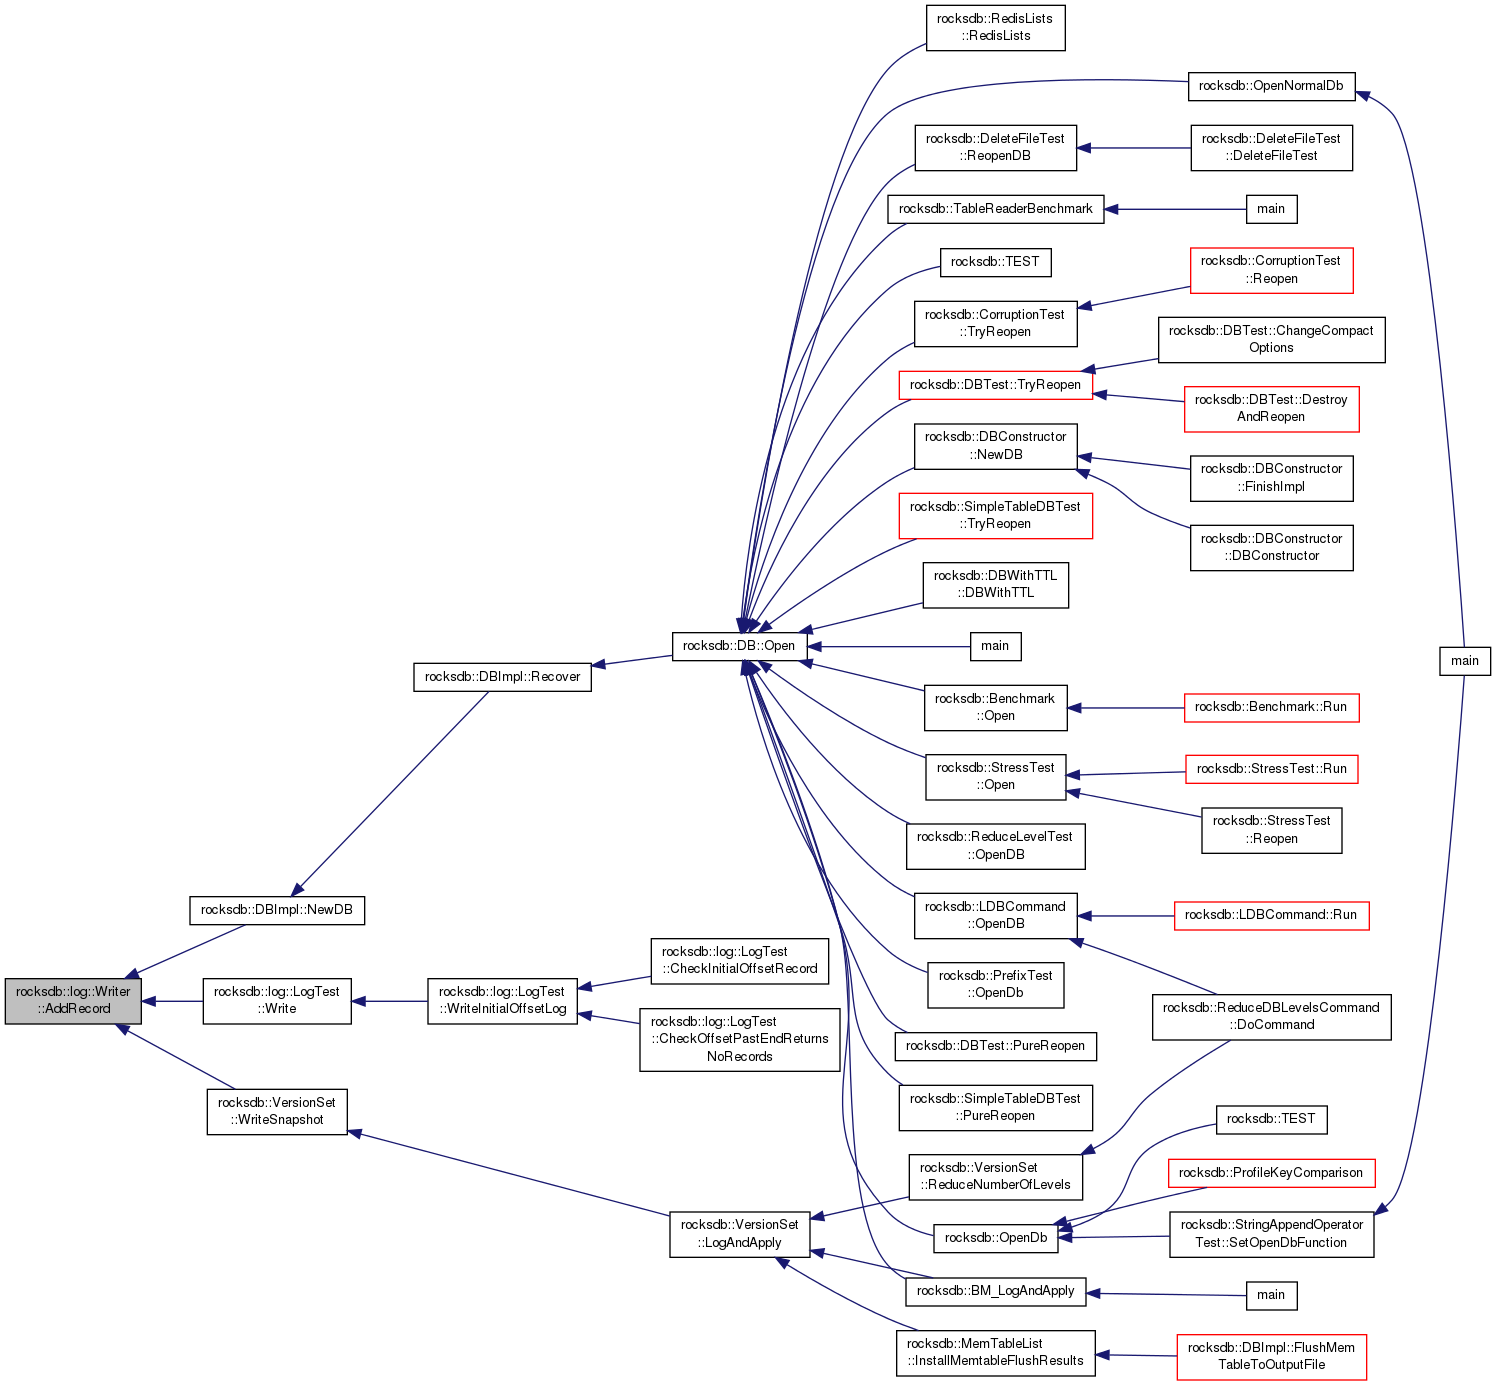 rocksdb::RedisLists
::RedisLists
rocksdb::OpenNormalDb
rocksdb::DeleteFileTest
::ReopenDB
rocksdb::DeleteFileTest
::DeleteFileTest
rocksdb::TableReaderBenchmark
main
rocksdb::TEST
rocksdb::CorruptionTest
::Reopen
rocksdb::CorruptionTest
::TryReopen
rocksdb::DBTest::ChangeCompact
Options
rocksdb::DBTest::TryReopen
rocksdb::DBTest::Destroy
AndReopen
rocksdb::DBConstructor
::NewDB
rocksdb::DBConstructor
::FinishImpl
rocksdb::SimpleTableDBTest
::TryReopen
rocksdb::DBConstructor
::DBConstructor
rocksdb::DBWithTTL
::DBWithTTL
rocksdb::DB::Open
main
main
rocksdb::DBImpl::Recover
rocksdb::Benchmark
::Open
rocksdb::Benchmark::Run
rocksdb::StressTest
::Open
rocksdb::StressTest::Run
rocksdb::StressTest
::Reopen
rocksdb::ReduceLevelTest
::OpenDB
rocksdb::DBImpl::NewDB
rocksdb::LDBCommand
::OpenDB
rocksdb::LDBCommand::Run
rocksdb::log::LogTest
::CheckInitialOffsetRecord
rocksdb::PrefixTest
::OpenDb
rocksdb::log::Writer
::AddRecord
rocksdb::log::LogTest
::Write
rocksdb::log::LogTest
::WriteInitialOffsetLog
rocksdb::ReduceDBLevelsCommand
::DoCommand
rocksdb::log::LogTest
::CheckOffsetPastEndReturns
NoRecords
rocksdb::DBTest::PureReopen
rocksdb::VersionSet
::WriteSnapshot
rocksdb::SimpleTableDBTest
::PureReopen
rocksdb::TEST
rocksdb::VersionSet
::ReduceNumberOfLevels
rocksdb::ProfileKeyComparison
rocksdb::VersionSet
::LogAndApply
rocksdb::OpenDb
rocksdb::StringAppendOperator
Test::SetOpenDbFunction
rocksdb::BM_LogAndApply
main
rocksdb::MemTableList
::InstallMemtableFlushResults
rocksdb::DBImpl::FlushMem
TableToOutputFile